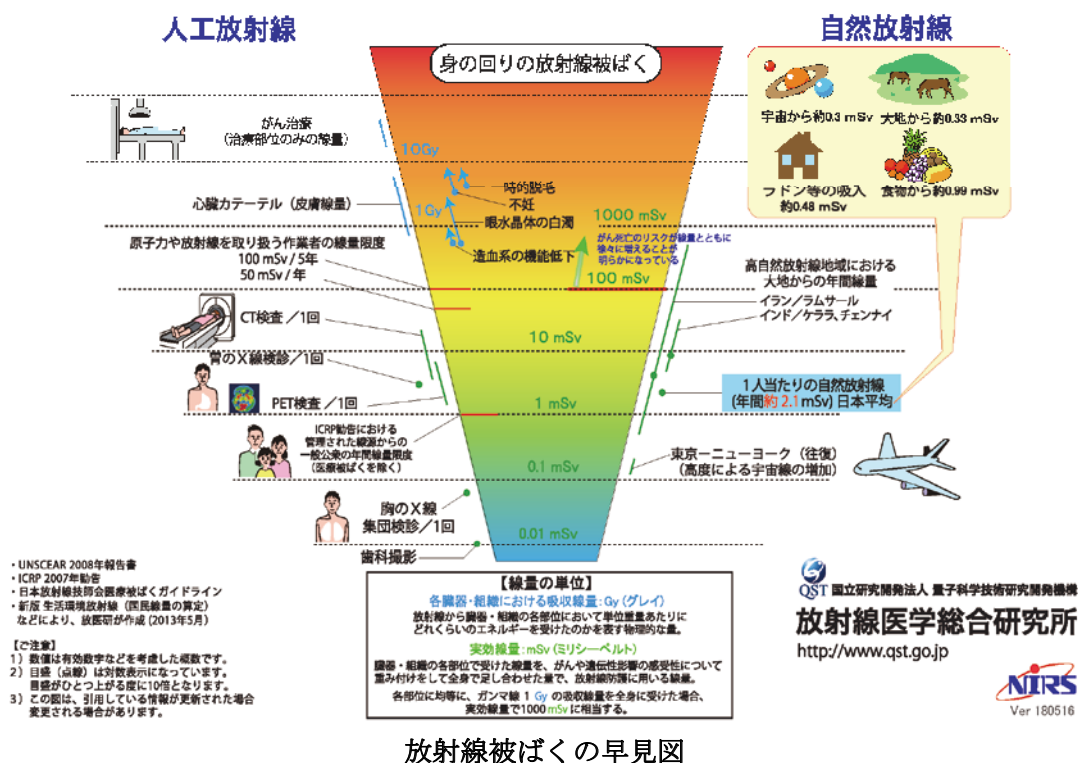 人工放射線
自然放射線
身の回りの放射線被ばく
宇宙から約0.3 mSv
大地から約0.33 mSv
ラドン等の吸入
約0.48 mSv
食物から約0.99 mSv
がん治療
(治療部位のみの線量)
10Gy
時的脱毛
不妊
心臓カテーテル(皮膚線量)
1Gy
眼水晶体の白濁
1000 mSv
造血系の機能低下
がん死亡のリスクが線量とともに
徐々に増えることが
明らかになっている
原子力や放射線を取り扱う作業者の線量限度
100 mSv / 5年
50 mSv / 年
100 mSv
高自然放射線地域における
大地からの年間線量
イラン/ラムサール
インド/ケララ、チェンナイ
CT検査 /1回
10 mSv
胃のX線検診/1回
PET検査 /1回
1 mSv
1人当たりの自然放射線
(年間約 2.1mSv) 日本平均
ICRP勧告における
管理された線源からの
一般公衆の年間線量限度
(医療被ばくを除く)
0.1 mSv
東京ーニューヨーク(往復)
(高度による宇宙線の増加)
胸のX線
集団検診/1回
0.01 mSv
歯科撮影
・UNSCEAR 2008年報告書
・ICRP 2007年勧告
・日本放射線技師会医療被ばくガイドライン
・新版 生活環境放射線(国民線量の算定)
などにより、放医研が作成 (2013年5月)
【ご注意】
1)数値は有効数字などを考慮した概数です。
2)目盛(点線)は対数表示になっています。
目盛がひとつ上がる度に10倍となります。
3)この図は、引用している情報が更新された場合
変更される場合があります。
【線量の単位】
各臓器・組織における吸収線量:Gy(グレイ)
放射線から臓器・組織の各部位において単位重量あたりに
どれくらいのエネルギーを受けたのかを表す物理的な量。
実効線量:mSv(ミリシーベルト)
臓器・組織の各部位で受けた線量を、がんや遺伝性影響の感受性について
重み付けをして全身で足し合わせた量で、放射線防護に用いる線量。
各部位に均等に、ガンマ線 1 Gy の吸収線量を全身に受けた場合、
実効線量で1000 mSvに相当する。
QST 国立研究開発法人 量子科学技術研究開発機構
放射線医学総合研究所
http://www.qst.go.jp
NIRS
Ver 180516
放射線被ばくの早見図